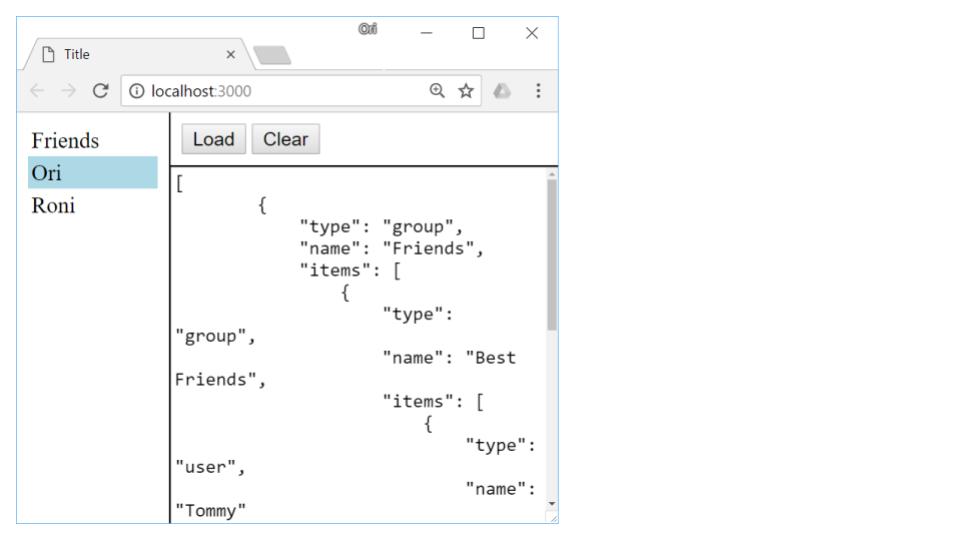 Ori
Title
localhost:3000
Friends
Ori
Roni
Load Clear
[
{
"type": "group",
"name": "Friends",
"items": [
{
"type":
"group",
"name": "Best
Friends",
"items": [
{
"type":
"user",
"name":
"Tommy"